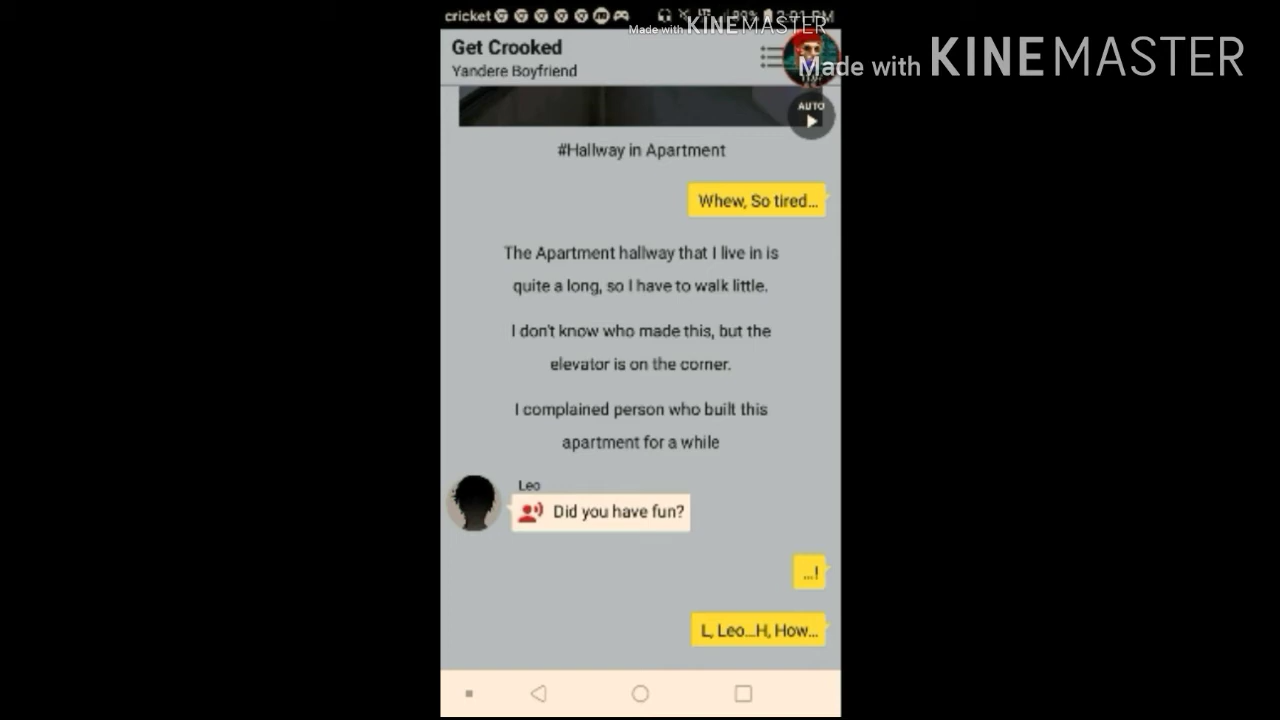 cricket
Made with KINEMASTER
Made with KINEMASTER
Get Crooked
Yandere Boyfriend
AUTO
#Hallway in Apartment
Whew, So tired...
The Apartment hallway that I live in is
quite a long, so I have to walk little.
I don't know who made this, but the
elevator is on the corner.
I complained person who built this
apartment for a while
Leo
Did you have fun?
...!
L, Leo...H, How...